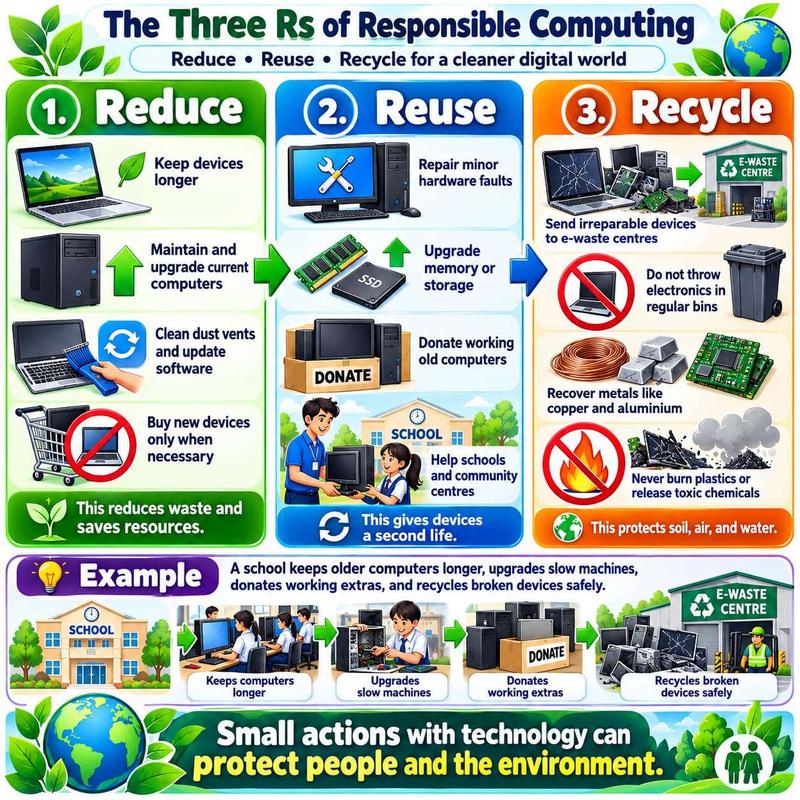 The Three Rs of Responsible Computing
Reduce • Reuse • Recycle for a cleaner digital world
1. Reduce
Keep devices
longer
Maintain and
upgrade current
computers
Clean dust vents
and update
software
Buy new devices
only when
necessary
This reduces waste and
saves resources.
2. Reuse
Repair minor
hardware faults
SSD
Upgrade
memory or
storage
DONATE
Donate working
old computers
SCHOOL
Help schools
and community
centres
This gives devices
a second life.
3. Recycle
E-WASTE
CENTRE
Send irreparable devices
to e-waste centres
Do not throw
electronics in
regular bins
Recover metals like
copper and aluminium
Never burn plastics or
release toxic chemicals
This protects soil, air, and water.
Example
A school keeps older computers longer, upgrades slow machines,
donates working extras, and recycles broken devices safely.
SCHOOL
Keeps computers
longer
Upgrades
slow machines
DONATE
Donates
working extras
E-WASTE
CENTRE
Recycles broken
devices safely
Small actions with technology can
protect people and the environment.